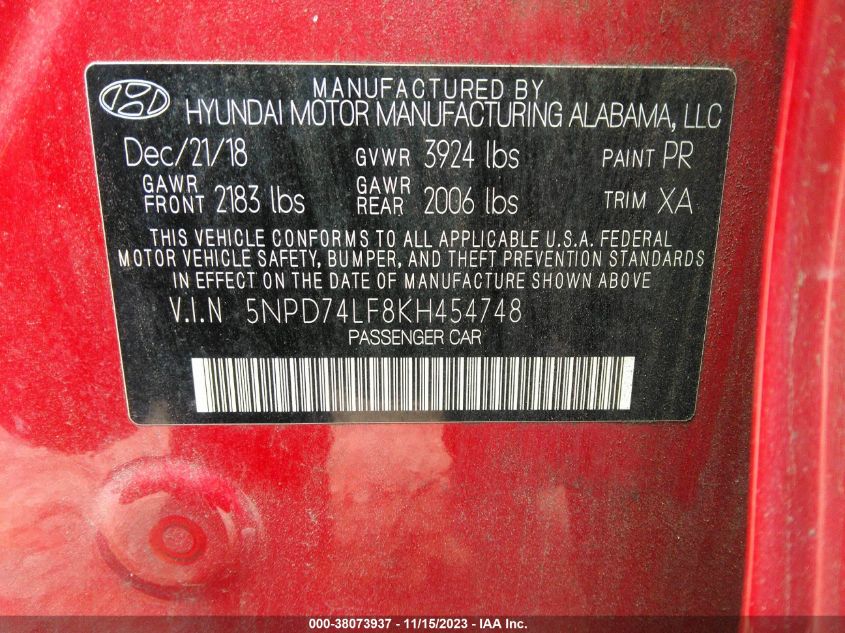 MANUFACTURED BY
HYUNDAI MOTOR MANUFACTURING ALABAMA, LLC
Dec/21/18 GVWR 3924 lbs PAINT PR
GAWR FRONT 2183 lbs GAWR REAR 2006 lbs TRIM XA
THIS VEHICLE CONFORMS TO ALL APPLICABLE U.S.A. FEDERAL
MOTOR VEHICLE SAFETY, BUMPER, AND THEFT PREVENTION STANDARDS
IN EFFECT ON THE DATE OF MANUFACTURE SHOWN ABOVE
V.I.N 5NPD74LF8KH454748
PASSENGER CAR
000-38073937 - 11/15/2023 - IAA Inc.